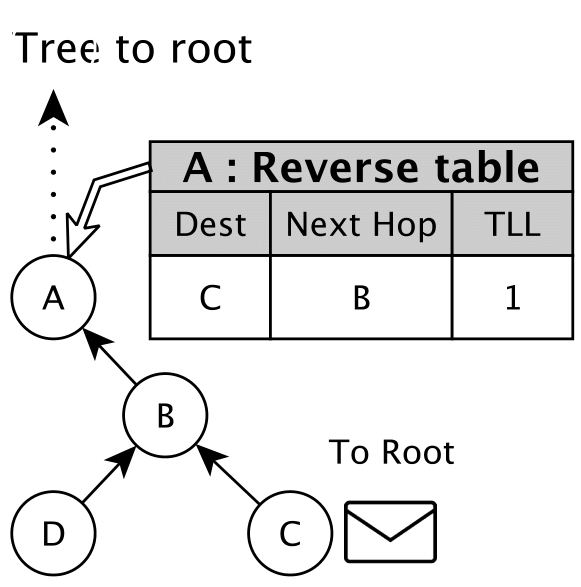 Tree to root
A : Reverse table
Dest Next Hop TLL
C B 1
A
B
To Root
D C